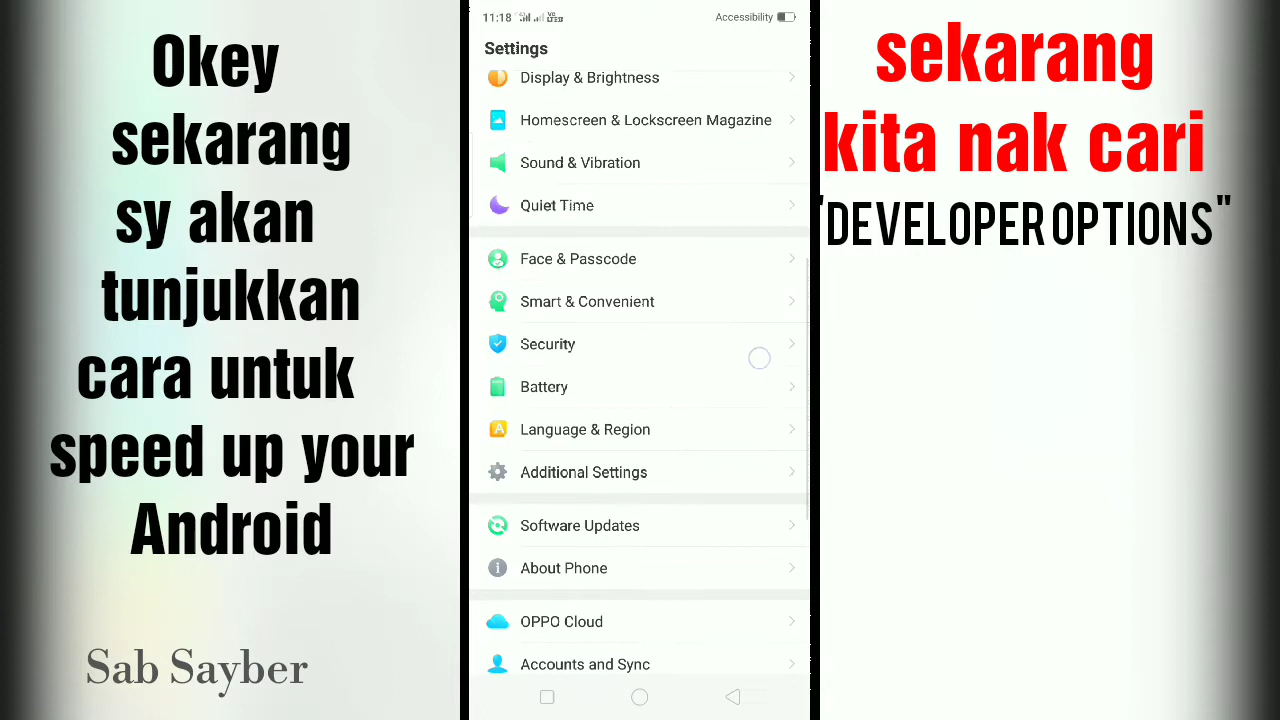 Okey
sekarang
sy akan
tunjukkan
cara untuk
speed up your
Android
Sab Sayber
11:18
Accessibility
Settings
Display & Brightness
Homescreen & Lockscreen Magazine
Sound & Vibration
Quiet Time
Face & Passcode
Smart & Convenient
Security
Battery
Language & Region
Additional Settings
Software Updates
About Phone
OPPO Cloud
Accounts and Sync
sekarang
kita nak cari
"DEVELOPER OPTIONS"